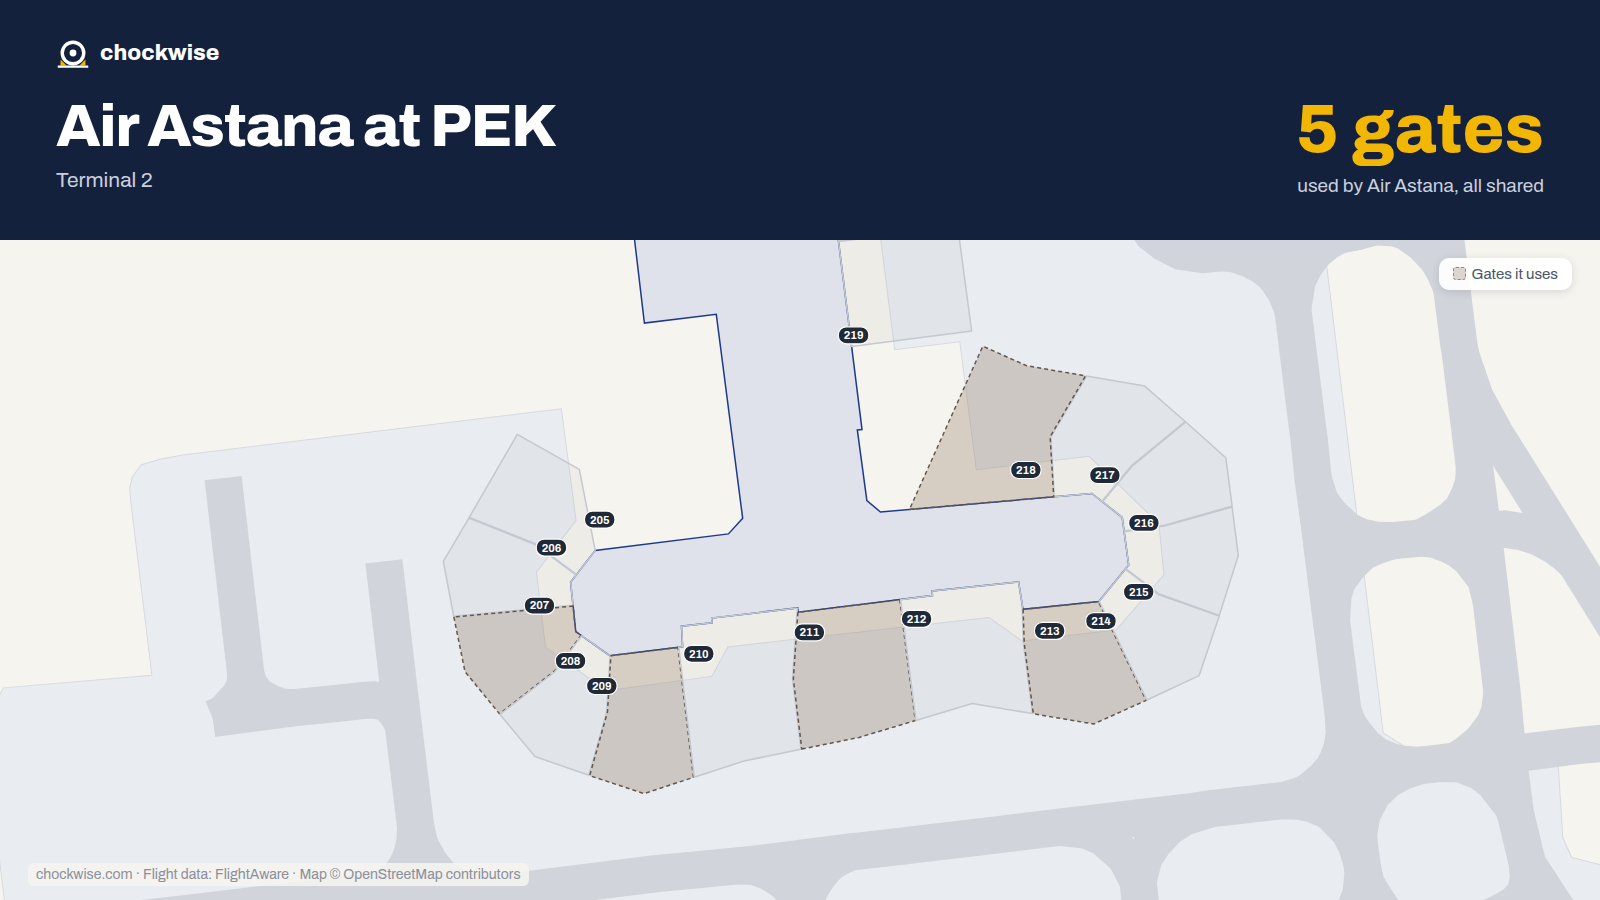 chockwise
Air Astana at PEK
Terminal 2
5 gates
used by Air Astana, all shared
Gates it uses
219
218
217
205
216
206
215
207
214
212
213
211
210
208
209
chockwise.com · Flight data: FlightAware · Map © OpenStreetMap contributors